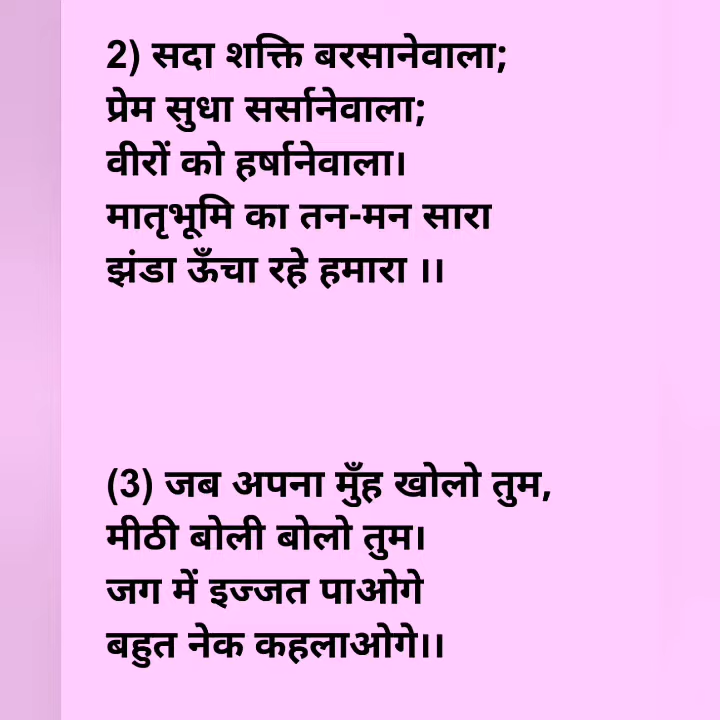 2) सदा शक्ति बरसानेवाला;
प्रेम सुधा सर्सानेवाला;
वीरों को हर्षानेवाला।
मातृभूमि का तन-मन सारा
झंडा ऊँचा रहे हमारा ।।
(3) जब अपना मुँह खोलो तुम,
मीठी बोली बोलो तुम।
जग में इज्जत पाओगे
बहुत नेक कहलाओगे।।